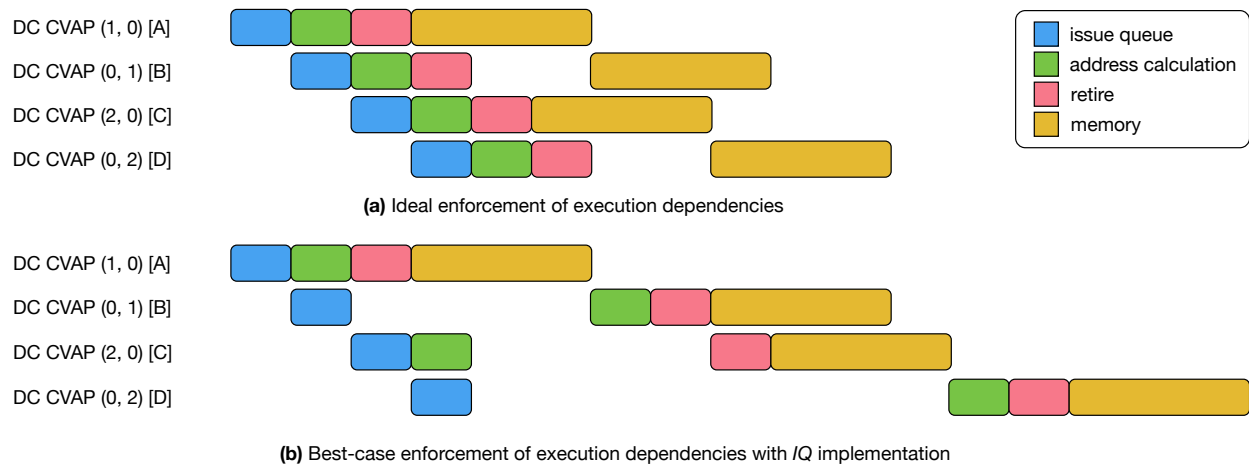 DC CVAP (1, 0) [A]
DC CVAP (0, 1) [B]
DC CVAP (2, 0) [C]
DC CVAP (0, 2) [D]
issue queue
address calculation
retire
memory
(a) Ideal enforcement of execution dependencies
DC CVAP (1, 0) [A]
DC CVAP (0, 1) [B]
DC CVAP (2, 0) [C]
DC CVAP (0, 2) [D]
(b) Best-case enforcement of execution dependencies with IQ implementation